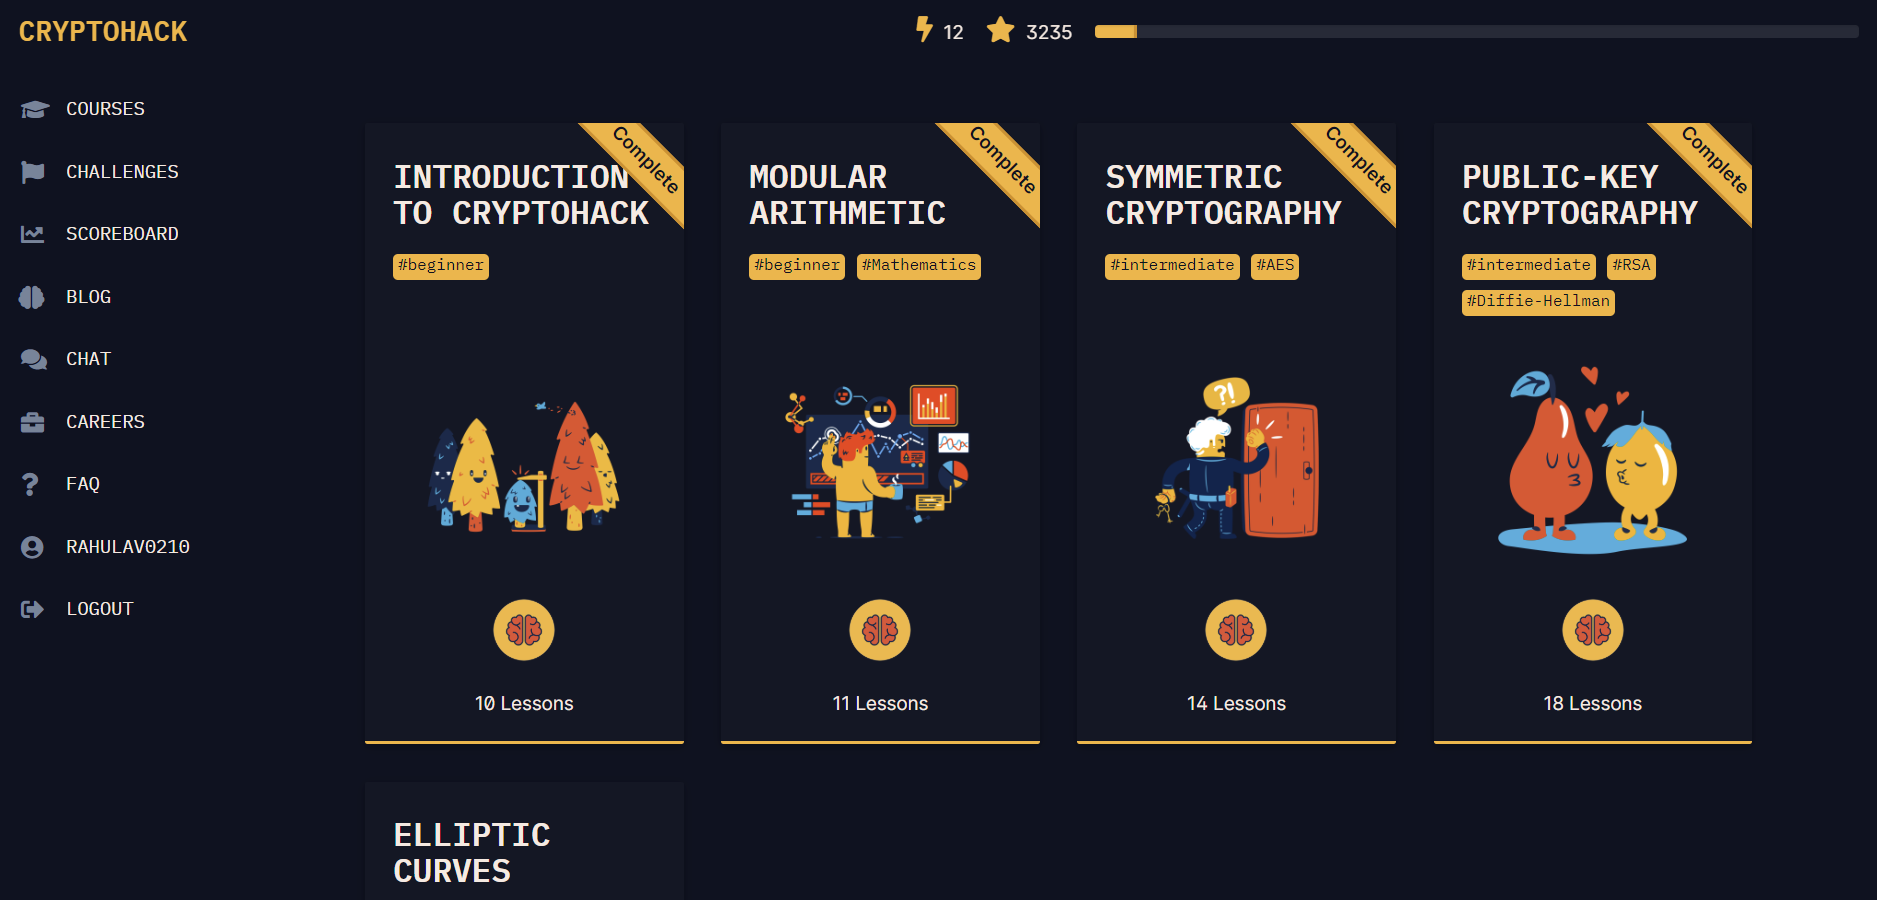 CRYPTOHACK
12
3235
COURSES
CHALLENGES
SCOREBOARD
BLOG
CHAT
CAREERS
FAQ
RAHULAV0210
LOGOUT
Complete
INTRODUCTION
TO CRYPTOHACK
#beginner
10 Lessons
Complete
MODULAR
ARITHMETIC
#beginner #Mathematics
11 Lessons
Complete
SYMMETRIC
CRYPTOGRAPHY
#intermediate #AES
?!
14 Lessons
Complete
PUBLIC-KEY
CRYPTOGRAPHY
#intermediate #RSA
#Diffie-Hellman
18 Lessons
ELLIPTIC
CURVES